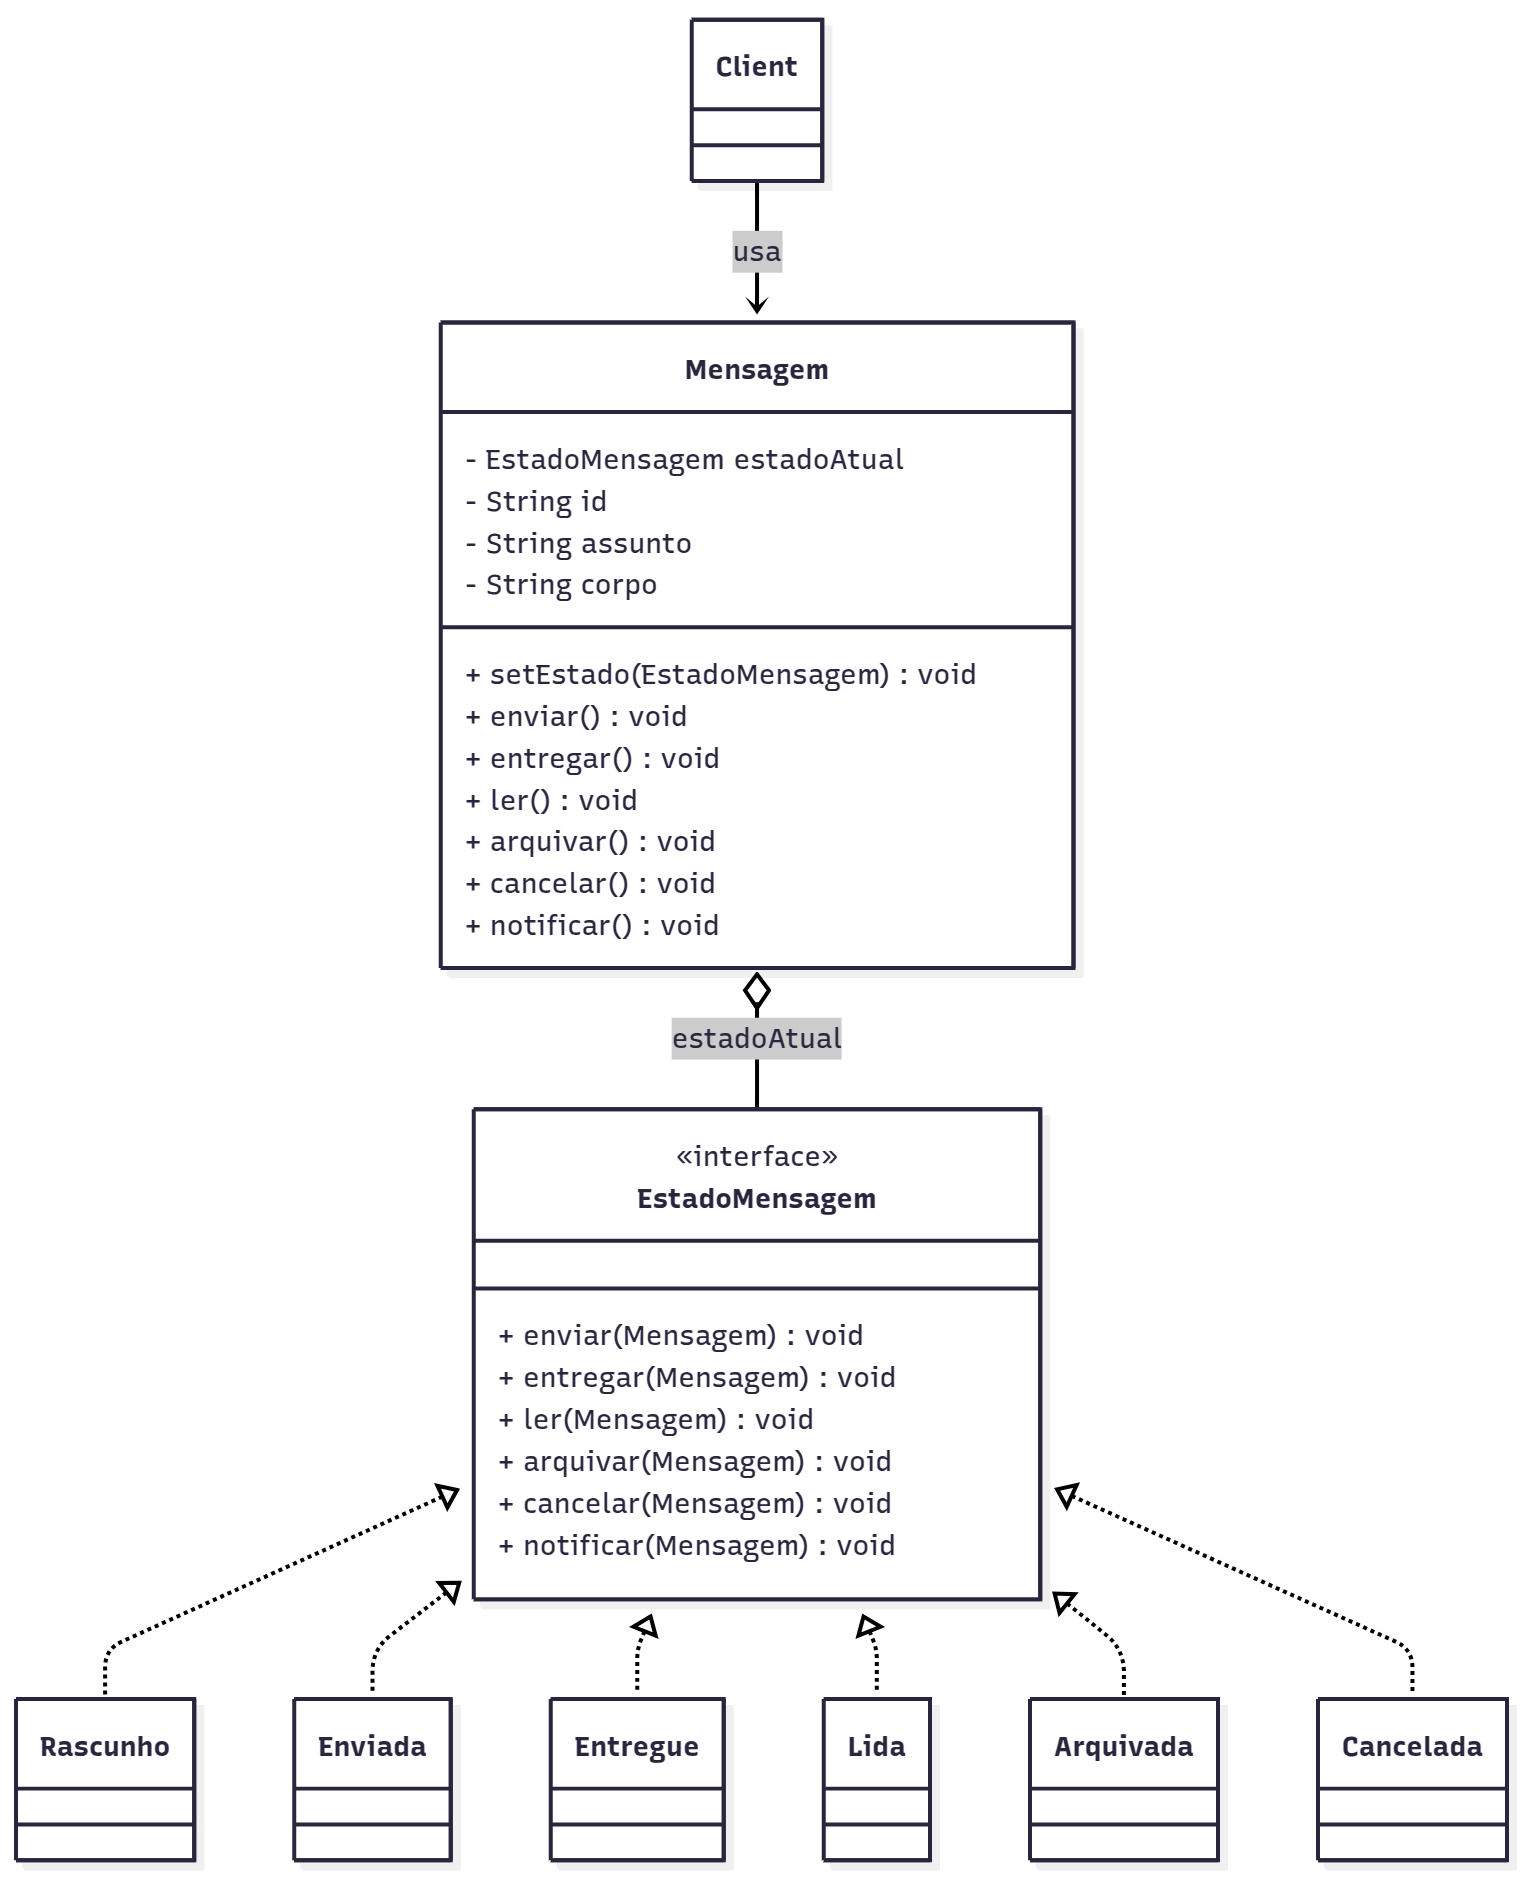 Client
usa
Mensagem
- EstadoMensagem estadoAtual
- String id
- String assunto
- String corpo
+ setEstado(EstadoMensagem) : void
+ enviar() : void
+ entregar() : void
+ ler() : void
+ arquivar() : void
+ cancelar() : void
+ notificar() : void
estadoAtual
«interface»
EstadoMensagem
+ enviar(Mensagem) : void
+ entregar(Mensagem) : void
+ ler(Mensagem) : void
+ arquivar(Mensagem) : void
+ cancelar(Mensagem) : void
+ notificar(Mensagem) : void
Rascunho
Enviada
Entregue
Lida
Arquivada
Cancelada